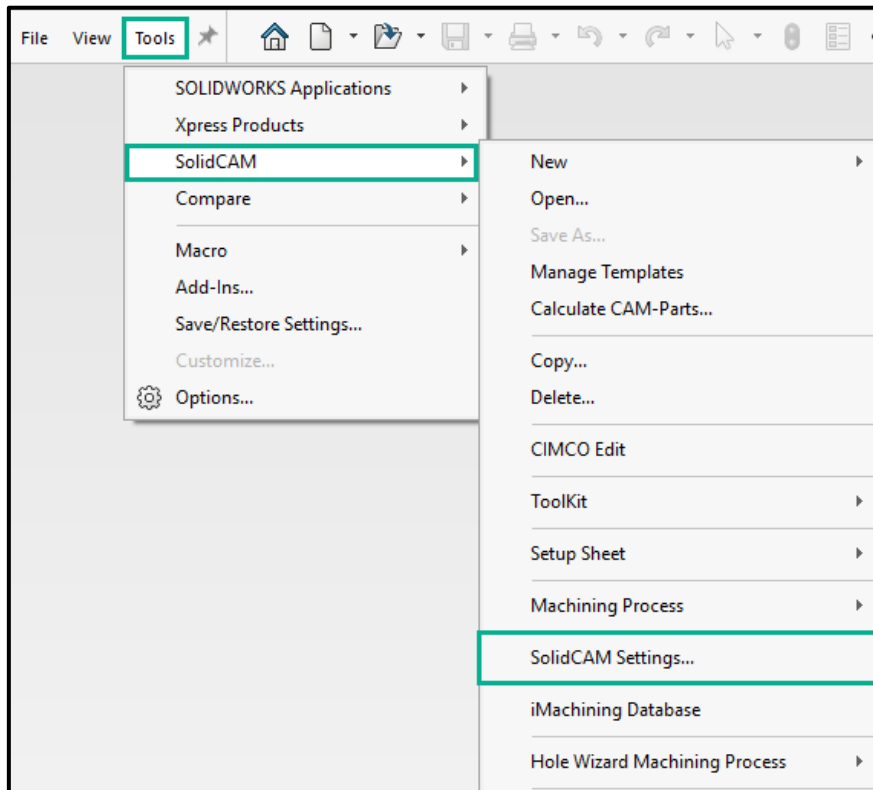 File View Tools
SOLIDWORKS Applications
Xpress Products
SolidCAM
Compare
Macro
Add-Ins...
Save/Restore Settings...
Customize...
Options...
New
Open...
Save As...
Manage Templates
Calculate CAM-Parts...
Copy...
Delete...
CIMCO Edit
ToolKit
Setup Sheet
Machining Process
SolidCAM Settings...
iMachining Database
Hole Wizard Machining Process